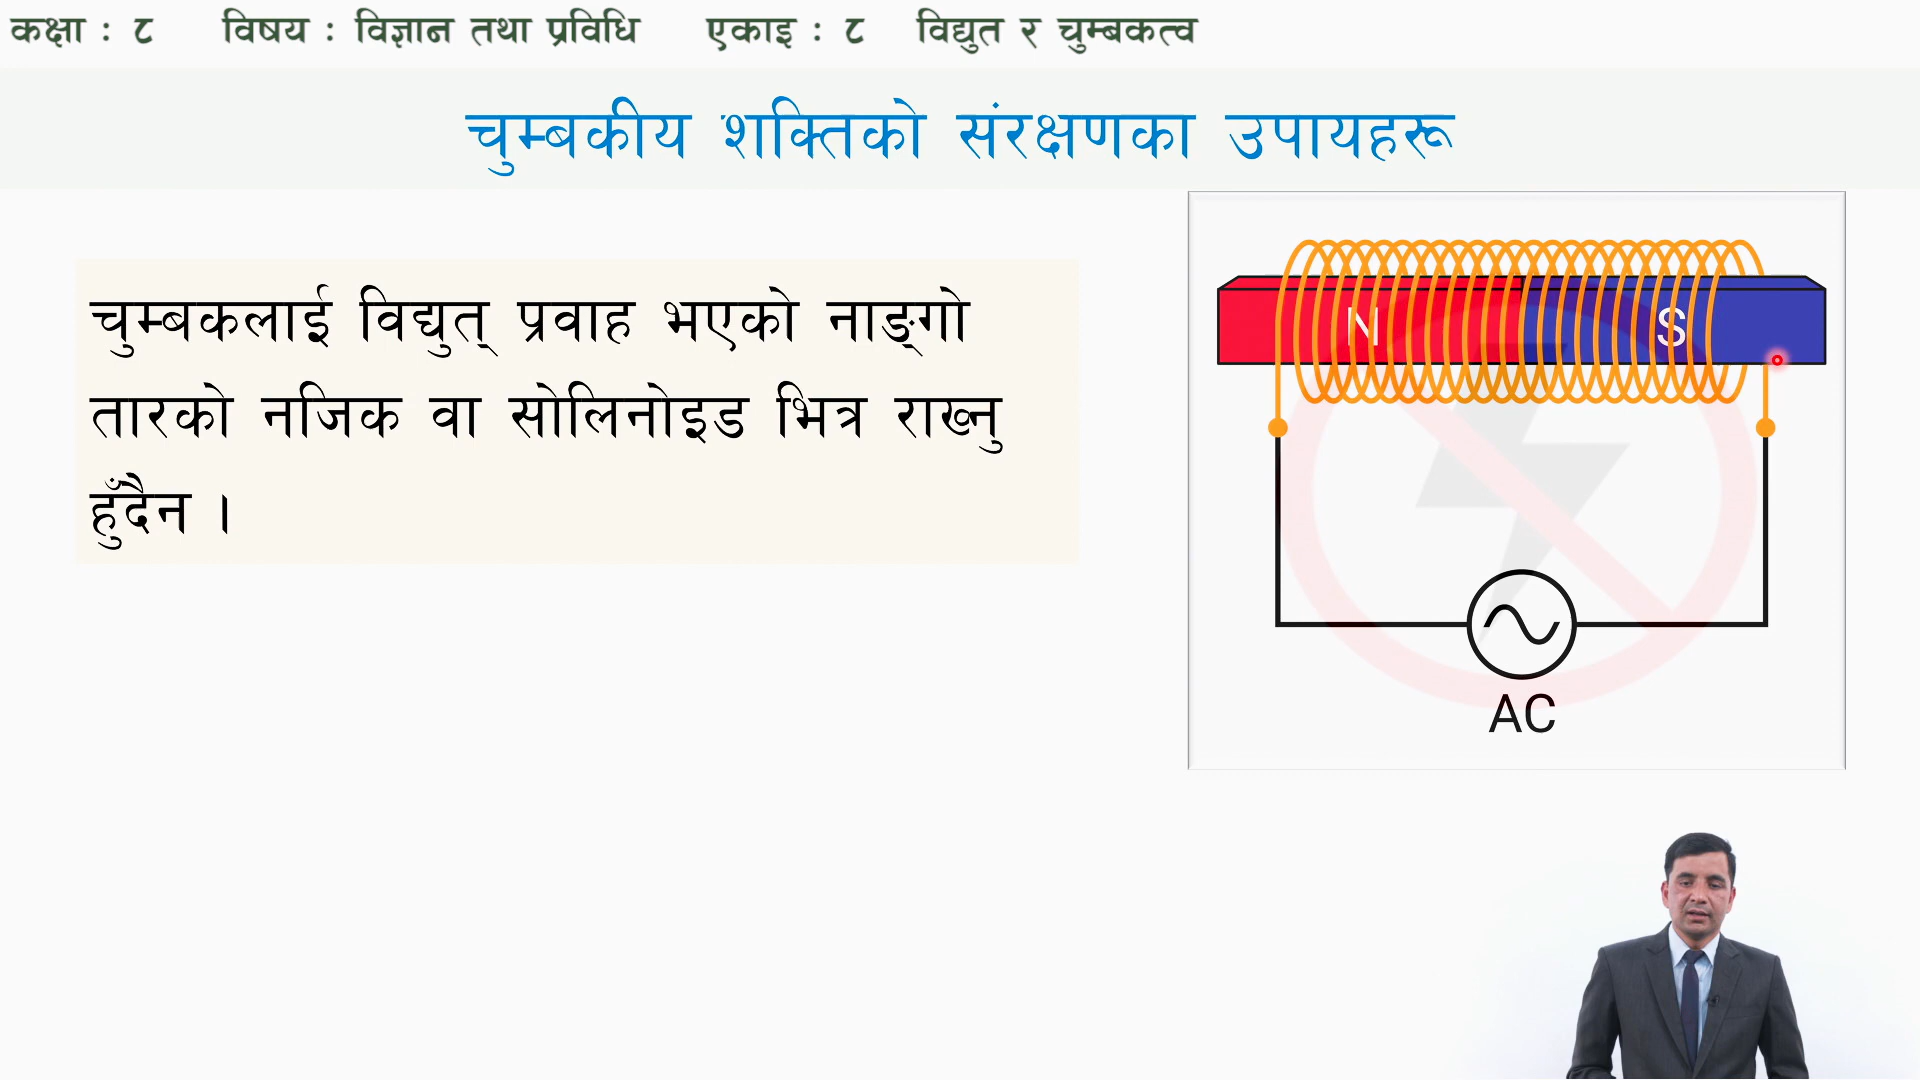 कक्षा : ८ विषय : विज्ञान तथा प्रविधि एकाइ : ८ विद्युत र चुम्बकत्व
चुम्बकीय शक्तिको संरक्षणका उपायहरू
चुम्बकलाई विद्युत् प्रवाह भएको नाङ्गो
तारको नजिक वा सोलिनोइड भित्र राख्नु
हुँदैन ।
N S
AC